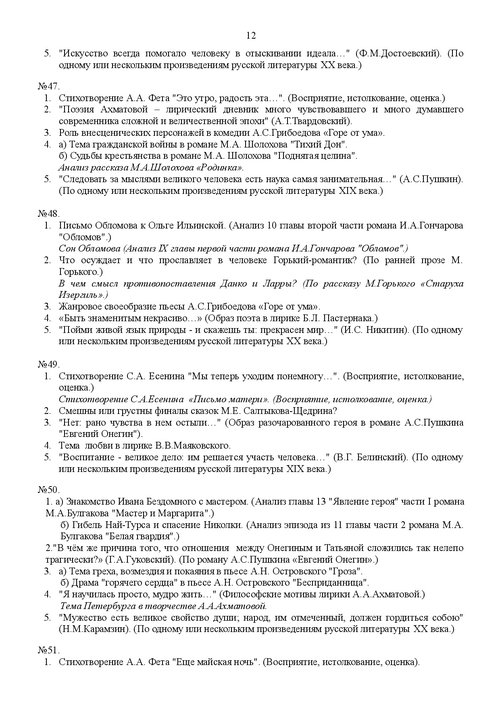 12
5. "Искусство всегда помогало человеку в отыскивании идеала…" (Ф.М.Достоевский). (По
одному или нескольким произведениям русской литературы XX века.)
№47.
1. Стихотворение А.А. Фета "Это утро, радость эта…". (Восприятие, истолкование, оценка.)
2. "Поэзия Ахматовой – лирический дневник много чувствовавшего и много думавшего
современника сложной и величественной эпохи" (А.Т.Твардовский).
3. Роль внесценических персонажей в комедии А.С.Грибоедова «Горе от ума».
4. а) Тема гражданской войны в романе М.А. Шолохова "Тихий Дон".
б) Судьбы крестьянства в романе М.А. Шолохова "Поднятая целина".
Анализ рассказа М.А.Шолохова «Родинка».
5. "Следовать за мыслями великого человека есть наука самая занимательная…" (А.С.Пушкин).
(По одному или нескольким произведениям русской литературы XIX века.)
№48.
1. Письмо Обломова к Ольге Ильинской. (Анализ 10 главы второй части романа И.А.Гончарова
"Обломов".)
Сон Обломова (Анализ IX главы первой части романа И.А.Гончарова "Обломов".)
2. Что осуждает и что прославляет в человеке Горький-романтик? (По ранней прозе М.
Горького.)
В чем смысл противопоставления Данко и Ларры? (По рассказу М.Горького «Старуха
Изергиль».)
3. Жанровое своеобразие пьесы А.С.Грибоедова «Горе от ума».
4. «Быть знаменитым некрасиво…» (Образ поэта в лирике Б.Л. Пастернака.)
5. "Пойми живой язык природы - и скажешь ты: прекрасен мир…" (И.С. Никитин). (По одному
или нескольким произведениям русской литературы XX века.)
№49.
1. Стихотворение С.А. Есенина "Мы теперь уходим понемногу…". (Восприятие, истолкование,
оценка.)
Стихотворение С.А.Есенина «Письмо матери». (Восприятие, истолкование, оценка.)
2. Смешны или грустны финалы сказок М.Е. Салтыкова-Щедрина?
3. "Нет: рано чувства в нем остыли…" (Образ разочарованного героя в романе А.С.Пушкина
"Евгений Онегин").
4. Тема любви в лирике В.В.Маяковского.
5. "Воспитание - великое дело: им решается участь человека…" (В.Г. Белинский). (По одному
или нескольким произведениям русской литературы XIX века.)
№50.
1. а) Знакомство Ивана Бездомного с мастером. (Анализ главы 13 "Явление героя" части I романа
М.А.Булгакова "Мастер и Маргарита".)
б) Гибель Най-Турса и спасение Николки. (Анализ эпизода из 11 главы части 2 романа М.А.
Булгакова "Белая гвардия".)
2."В чём же причина того, что отношения между Онегиным и Татьяной сложились так нелепо
трагически?» (Г.А.Гуковский). (По роману А.С.Пушкина «Евгений Онегин».)
3. а) Тема греха, возмездия и покаяния в пьесе А.Н. Островского "Гроза".
б) Драма "горячего сердца" в пьесе А.Н. Островского "Бесприданница".
4. "Я научилась просто, мудро жить…" (Философские мотивы лирики А.А.Ахматовой.)
Тема Петербурга в творчестве А.А.Ахматовой.
5. "Мужество есть великое свойство души; народ, им отмеченный, должен гордиться собою"
(Н.М.Карамзин). (По одному или нескольким произведениям русской литературы XX века.)
№51.
1. Стихотворение А.А. Фета "Еще майская ночь". (Восприятие, истолкование, оценка).